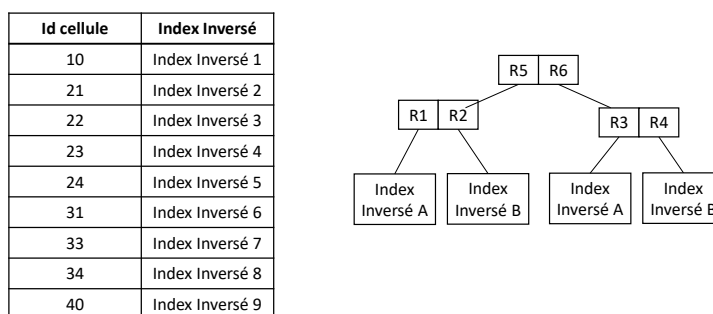 Id cellule Index Inversé
10 Index Inversé 1
21 Index Inversé 2
22 Index Inversé 3
23 Index Inversé 4
24 Index Inversé 5
31 Index Inversé 6
33 Index Inversé 7
34 Index Inversé 8
40 Index Inversé 9
R5 R6
R1 R2
R3 R4
Index
Inversé A
Index
Inversé B
Index
Inversé A
Index
Inversé B